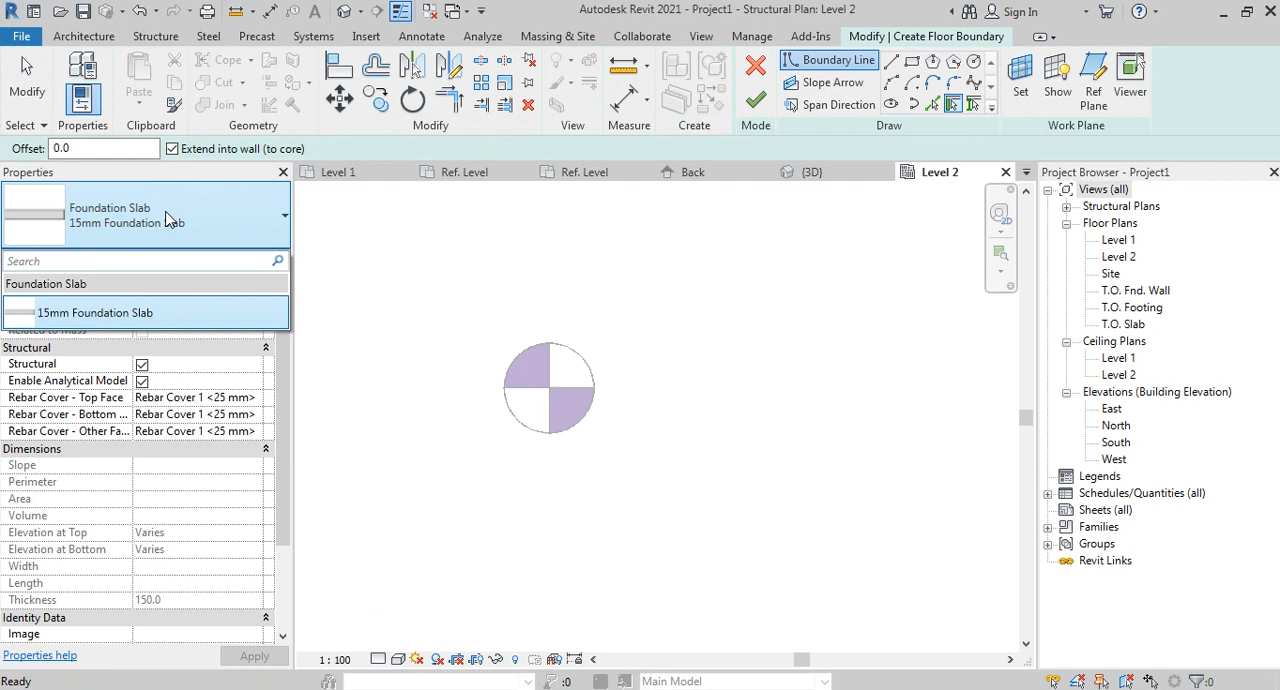 Autodesk Revit 2021 - Project1 - Structural Plan: Level 2
Sign In
File Architecture Structure Steel Precast Systems Insert Annotate Analyze Massing & Site Collaborate View Manage Add-Ins Modify | Create Floor Boundary
Modify
Select
Properties
Paste
Clipboard
Cope
Cut
Join
Geometry
Modify
View
Measure
Create
Mode
Boundary Line
Slope Arrow
Span Direction
Draw
Set
Show
Ref Plane
Viewer
Work Plane
Offset: 0.0 Extend into wall (to core)
Properties
Level 1 Ref. Level Ref. Level Back {3D} Level 2
Project Browser - Project1
Foundation Slab
15mm Foundation Slab
Search
Foundation Slab
15mm Foundation Slab
Related to Mass
Structural
Structural
Enable Analytical Model
Rebar Cover - Top Face Rebar Cover 1 <25 mm>
Rebar Cover - Bottom ... Rebar Cover 1 <25 mm>
Rebar Cover - Other Fa... Rebar Cover 1 <25 mm>
Dimensions
Slope
Perimeter
Area
Volume
Elevation at Top Varies
Elevation at Bottom Varies
Width
Length
Thickness 150.0
Identity Data
Image
Properties help Apply
2D
Views (all)
Structural Plans
Floor Plans
Level 1
Level 2
Site
T.O. Fnd. Wall
T.O. Footing
T.O. Slab
Ceiling Plans
Level 1
Level 2
Elevations (Building Elevation)
East
North
South
West
Legends
Schedules/Quantities (all)
Sheets (all)
Families
Groups
Revit Links
1 : 100
Ready :0 Main Model :0